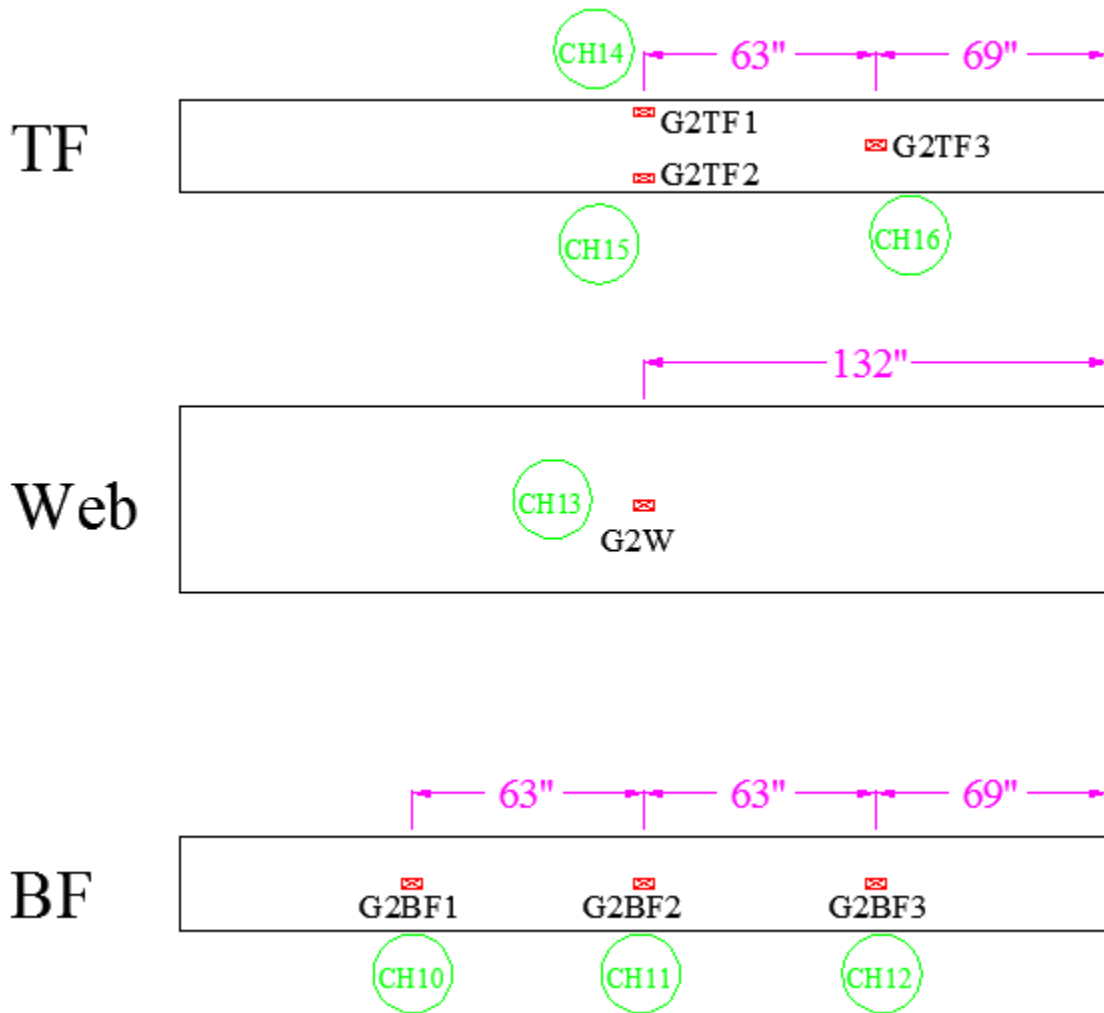 CH14
63"
69"
TF
G2TF1
G2TF3
G2TF2
CH15
CH16
132"
Web
CH13
G2W
63"
63"
69"
BF
G2BF1
G2BF2
G2BF3
CH10
CH11
CH12